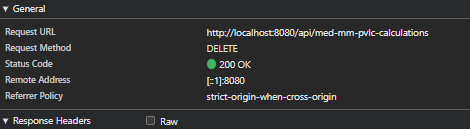 General
Request URL http://localhost:8080/api/med-mm-pvlc-calculations
Request Method DELETE
Status Code 200 OK
Remote Address [::1]:8080
Referrer Policy strict-origin-when-cross-origin
Response Headers Raw